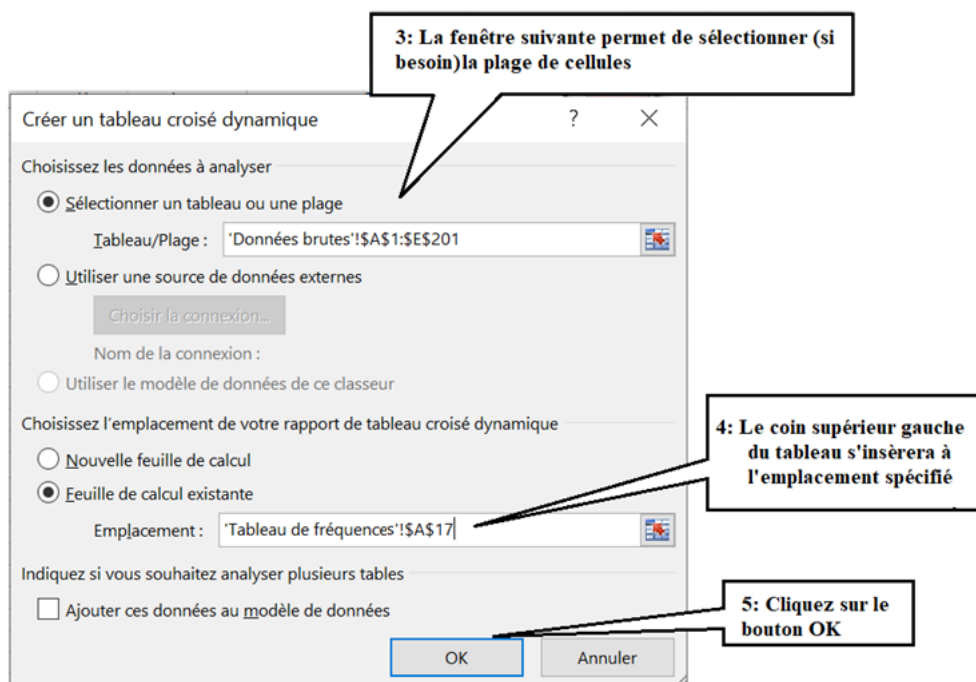 3: La fenêtre suivante permet de sélectionner (si
besoin)la plage de cellules
Créer un tableau croisé dynamique
?
Choisissez les données à analyser
Sélectionner un tableau ou une plage
Tableau/Plage : 'Données brutes'!$A$1:$E$201
Utiliser une source de données externes
Choisir la connexion...
Nom de la connexion :
Utiliser le modèle de données de ce classeur
Choisissez l'emplacement de votre rapport de tableau croisé dynamique
4: Le coin supérieur gauche
du tableau s'insèrera à
l'emplacement spécifié
Nouvelle feuille de calcul
Feuille de calcul existante
Emplacement : 'Tableau de fréquences'!$A$17
Indiquez si vous souhaitez analyser plusieurs tables
Ajouter ces données au modèle de données
5: Cliquez sur le
bouton OK
OK
Annuler